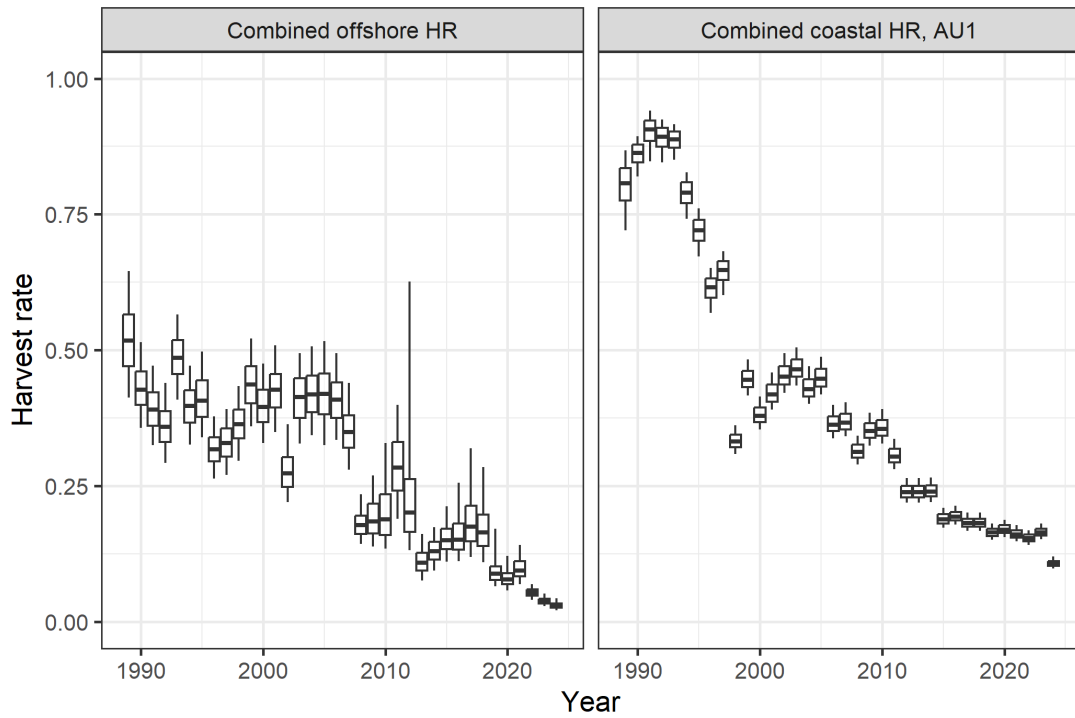 Combined offshore HR
Combined coastal HR, AU1
1.00
0.75
0.50
0.25
0.00
Harvest rate
1990 2000 2010 2020
1990 2000 2010 2020
Year